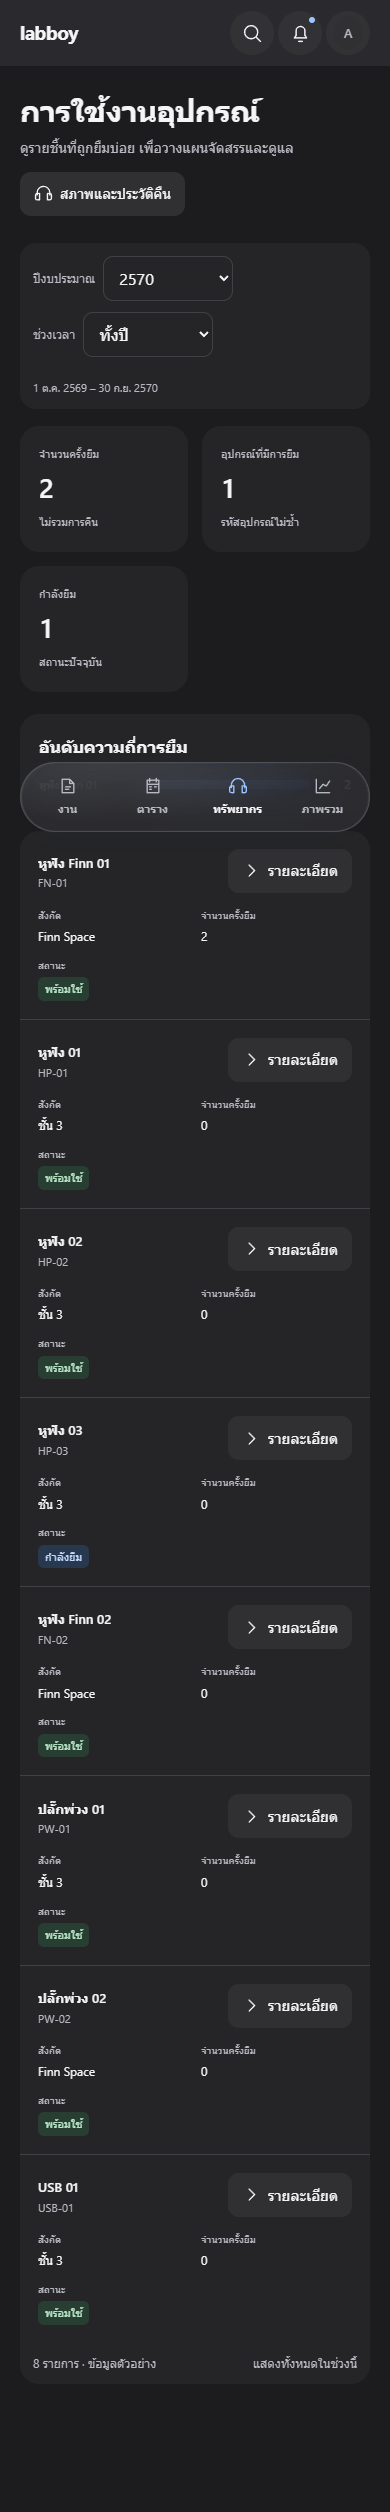 labboy
A
การใช้งานอุปกรณ์
ดูรายชิ้นที่ถูกยืมบ่อย เพื่อวางแผนจัดสรรและดูแล
สภาพและประวัติคืน
ปีงบประมาณ 2570
ช่วงเวลา ทั้งปี
1 ต.ค. 2569 – 30 ก.ย. 2570
จำนวนครั้งยืม
2
ไม่รวมการคืน
อุปกรณ์ที่มีการยืม
1
รหัสอุปกรณ์ไม่ซ้ำ
กำลังยืม
1
สถานะปัจจุบัน
อันดับความถี่การยืม
2
งาน ตาราง ทรัพยากร ภาพรวม
หูฟัง Finn 01
FN-01
รายละเอียด
สังกัด จำนวนครั้งยืม
Finn Space 2
สถานะ
พร้อมใช้
หูฟัง 01
HP-01
รายละเอียด
สังกัด จำนวนครั้งยืม
ชั้น 3 0
สถานะ
พร้อมใช้
หูฟัง 02
HP-02
รายละเอียด
สังกัด จำนวนครั้งยืม
ชั้น 3 0
สถานะ
พร้อมใช้
หูฟัง 03
HP-03
รายละเอียด
สังกัด จำนวนครั้งยืม
ชั้น 3 0
สถานะ
กำลังยืม
หูฟัง Finn 02
FN-02
รายละเอียด
สังกัด จำนวนครั้งยืม
Finn Space 0
สถานะ
พร้อมใช้
ปลั๊กพ่วง 01
PW-01
รายละเอียด
สังกัด จำนวนครั้งยืม
ชั้น 3 0
สถานะ
พร้อมใช้
ปลั๊กพ่วง 02
PW-02
รายละเอียด
สังกัด จำนวนครั้งยืม
Finn Space 0
สถานะ
พร้อมใช้
USB 01
USB-01
รายละเอียด
สังกัด จำนวนครั้งยืม
ชั้น 3 0
สถานะ
พร้อมใช้
8 รายการ · ข้อมูลตัวอย่าง แสดงทั้งหมดในช่วงนี้